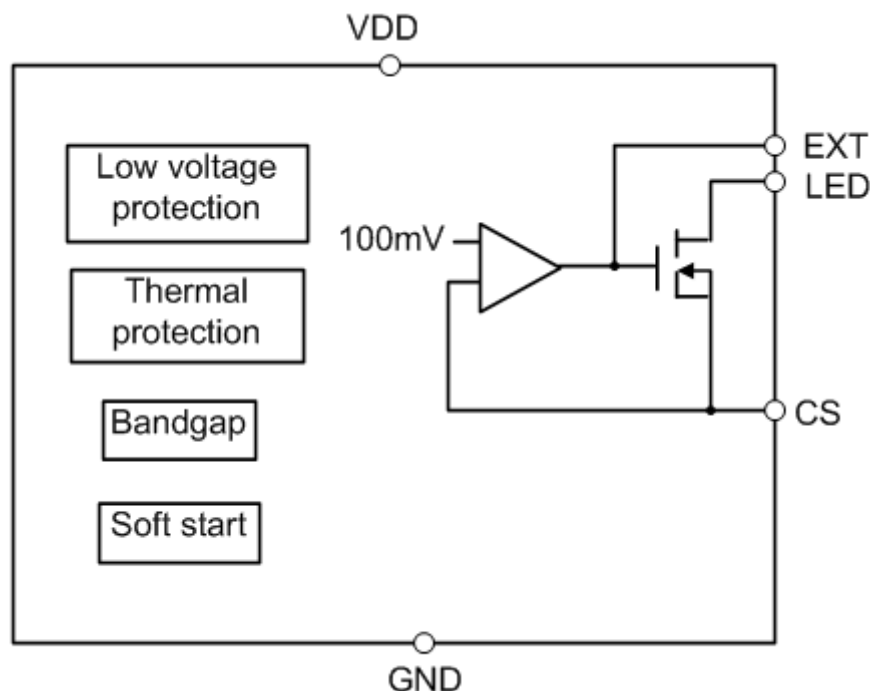 VDD
EXT
LED
Low voltage
protection
100mV
Thermal
protection
Bandgap
CS
Soft start
GND